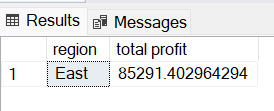 Results Messages
region total profit
1 East 85291.402964294